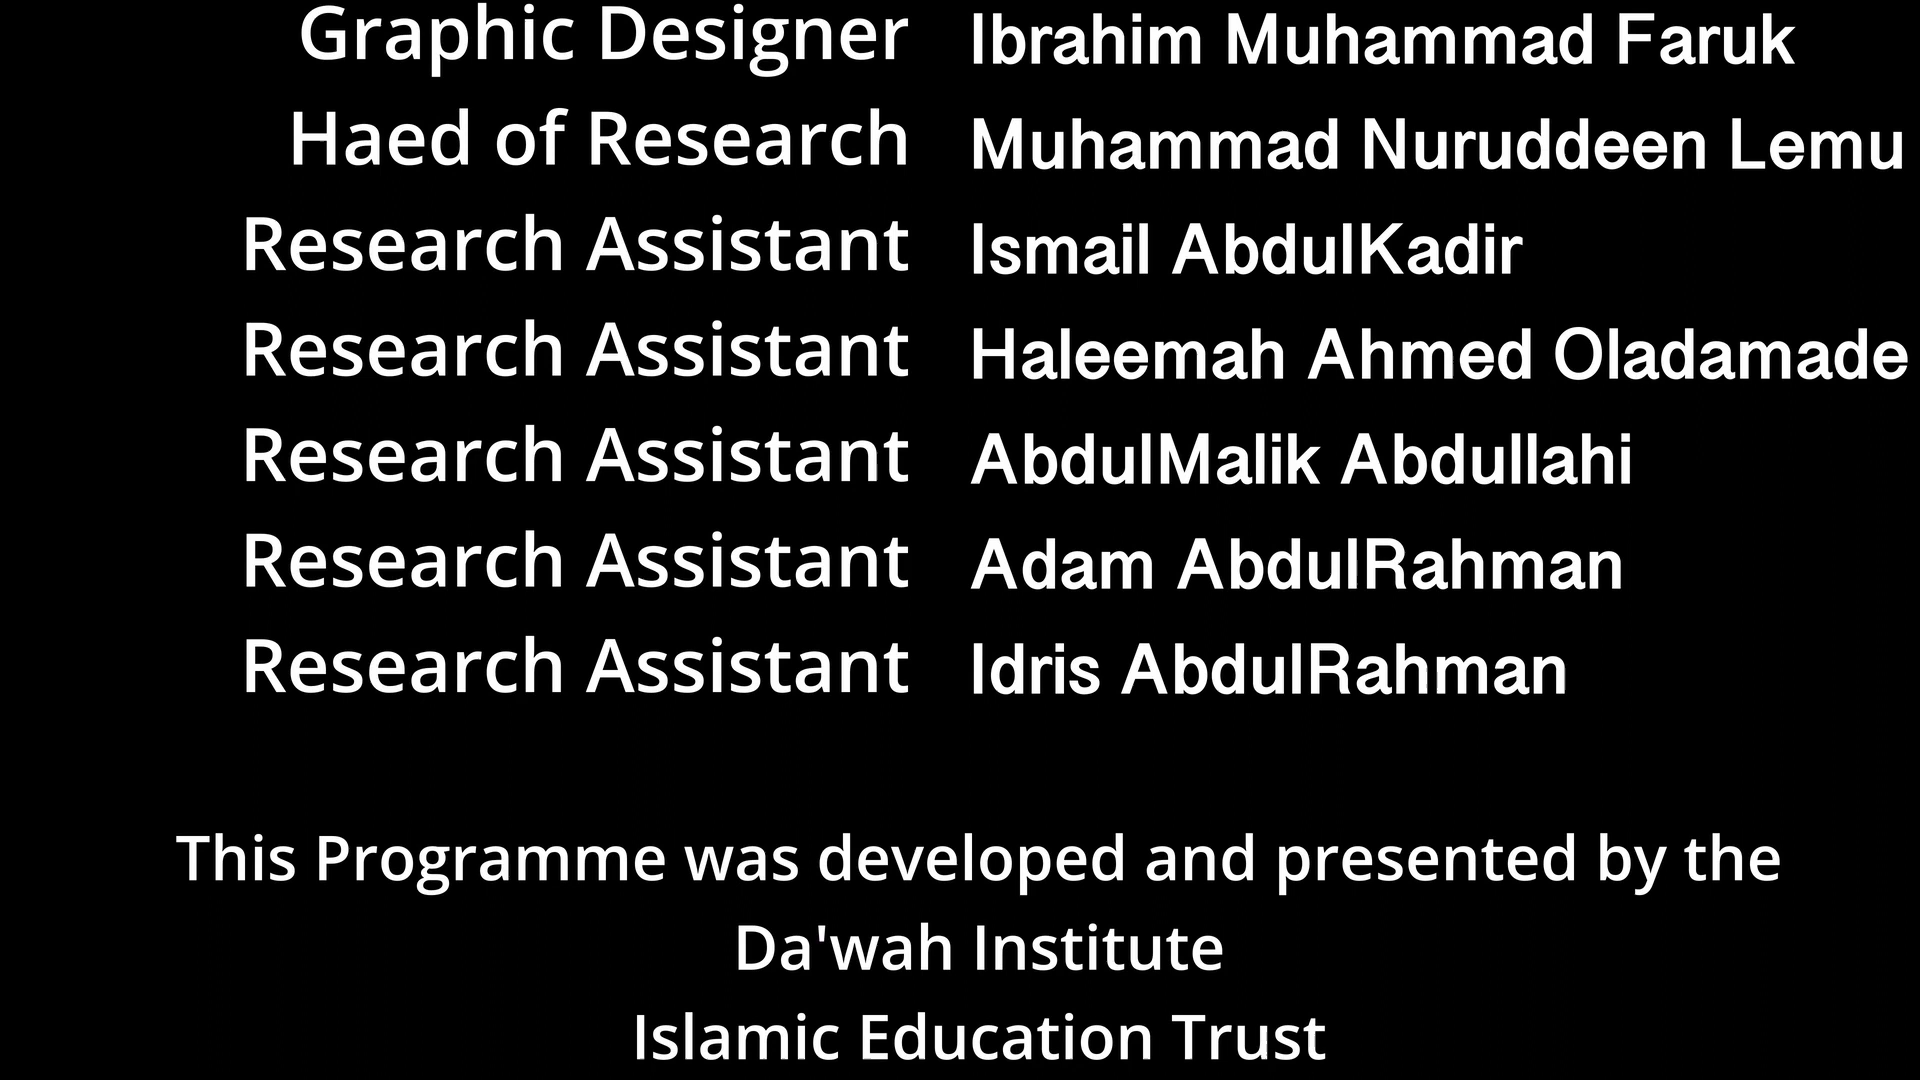 Graphic Designer Ibrahim Muhammad Faruk
Haed of Research Muhammad Nuruddeen Lemu
Research Assistant Ismail AbdulKadir
Research Assistant Haleemah Ahmed Oladamade
Research Assistant AbdulMalik Abdullahi
Research Assistant Adam AbdulRahman
Research Assistant Idris AbdulRahman
This Programme was developed and presented by the
Da'wah Institute
Islamic Education Trust